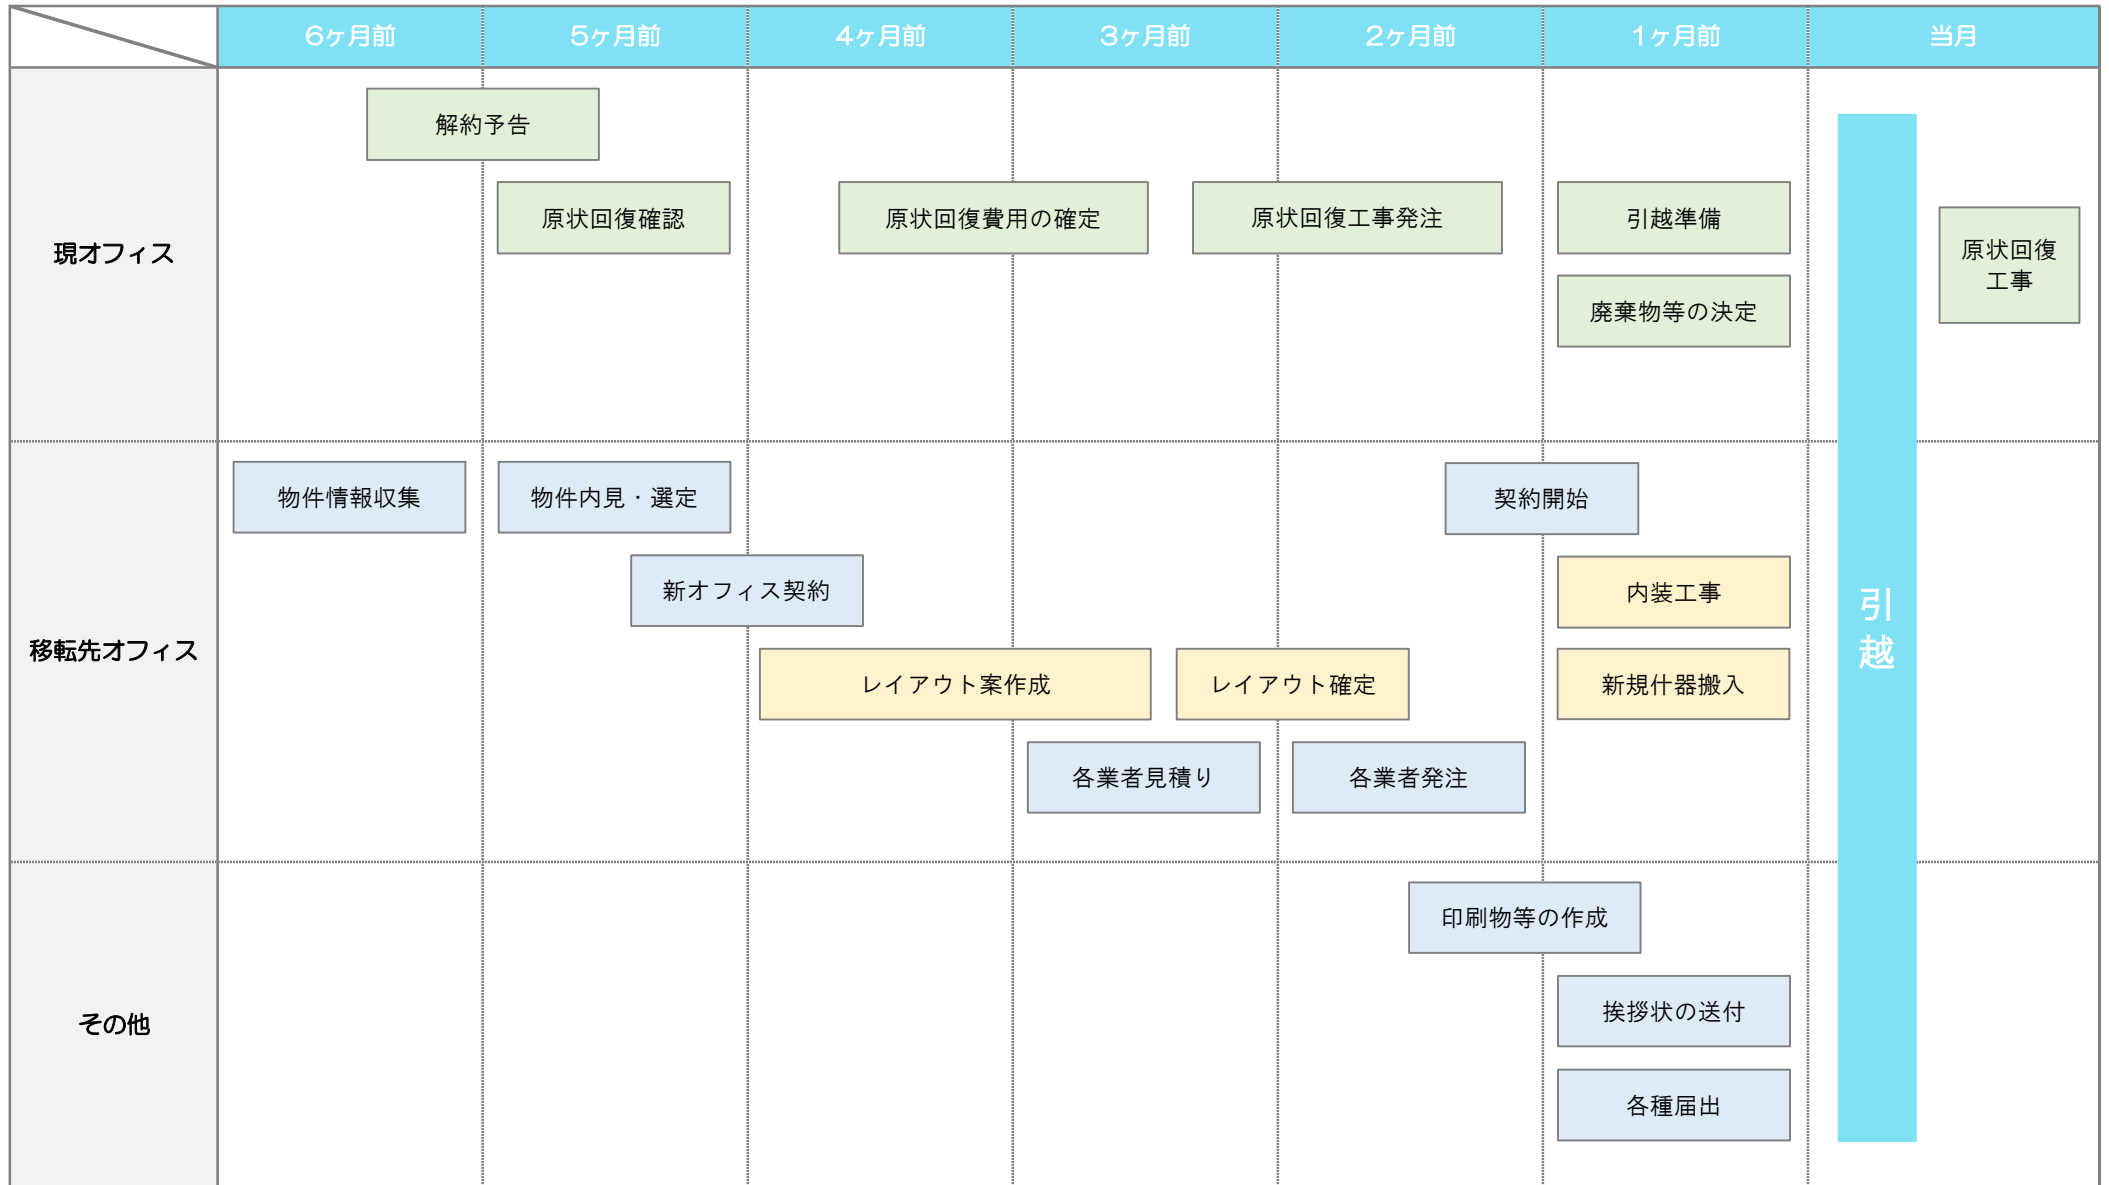 6ヶ月前
5ヶ月前
4ヶ月前
3ヶ月前
2ヶ月前
1ヶ月前
当月
現オフィス
解約予告
原状回復確認
原状回復費用の確定
原状回復工事発注
引越準備
廃棄物等の決定
原状回復
工事
移転先オフィス
物件情報収集
物件内見・選定
契約開始
新オフィス契約
内装工事
レイアウト案作成
レイアウト確定
新規什器搬入
各業者見積り
各業者発注
引
越
その他
印刷物等の作成
挨拶状の送付
各種届出